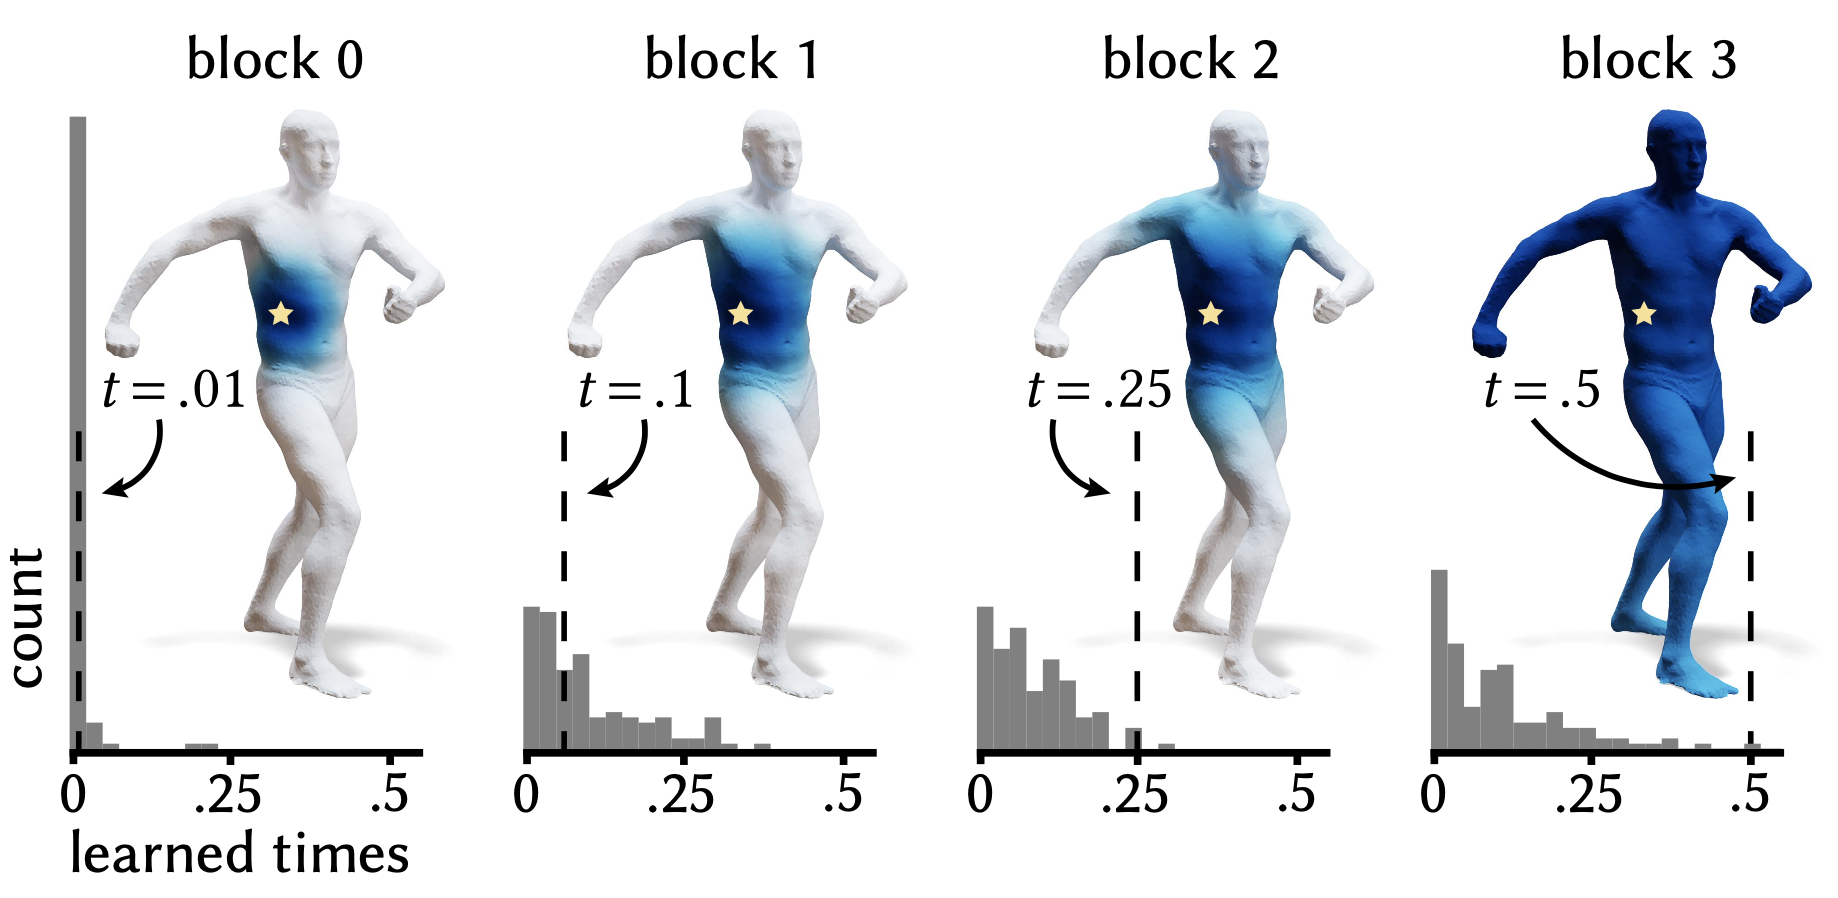 block 0
block 1
block 2
block 3
t = .01
t = .1
t = .25
t = .5
count
0 .25 .5
0 .25 .5
0 .25 .5
0 .25 .5
learned times